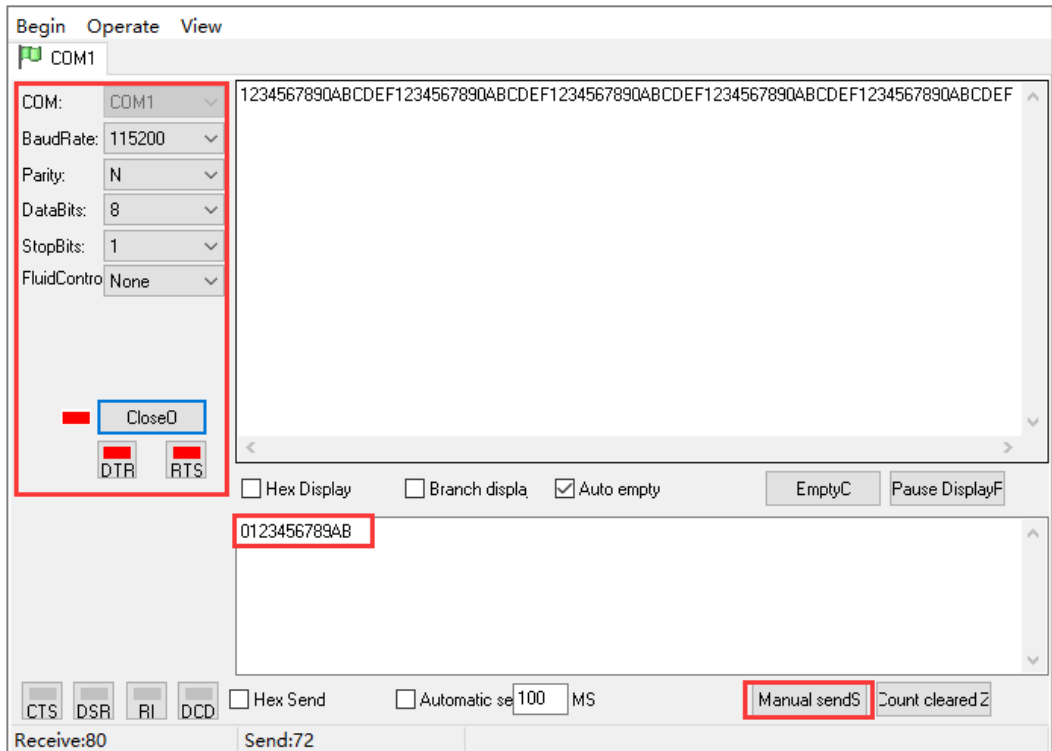 Begin Operate View
COM1
COM: COM1
BaudRate: 115200
Parity: N
DataBits: 8
StopBits: 1
FluidContro None
CloseO
DTR RTS
1234567890ABCDEF1234567890ABCDEF1234567890ABCDEF1234567890ABCDEF1234567890ABCDEF
Hex Display Branch displa Auto empty EmptyC Pause DisplayF
0123456789AB
CTS DSR RI DCD Hex Send Automatic se 100 MS Manual sendS Count cleared Z
Receive:80 Send:72